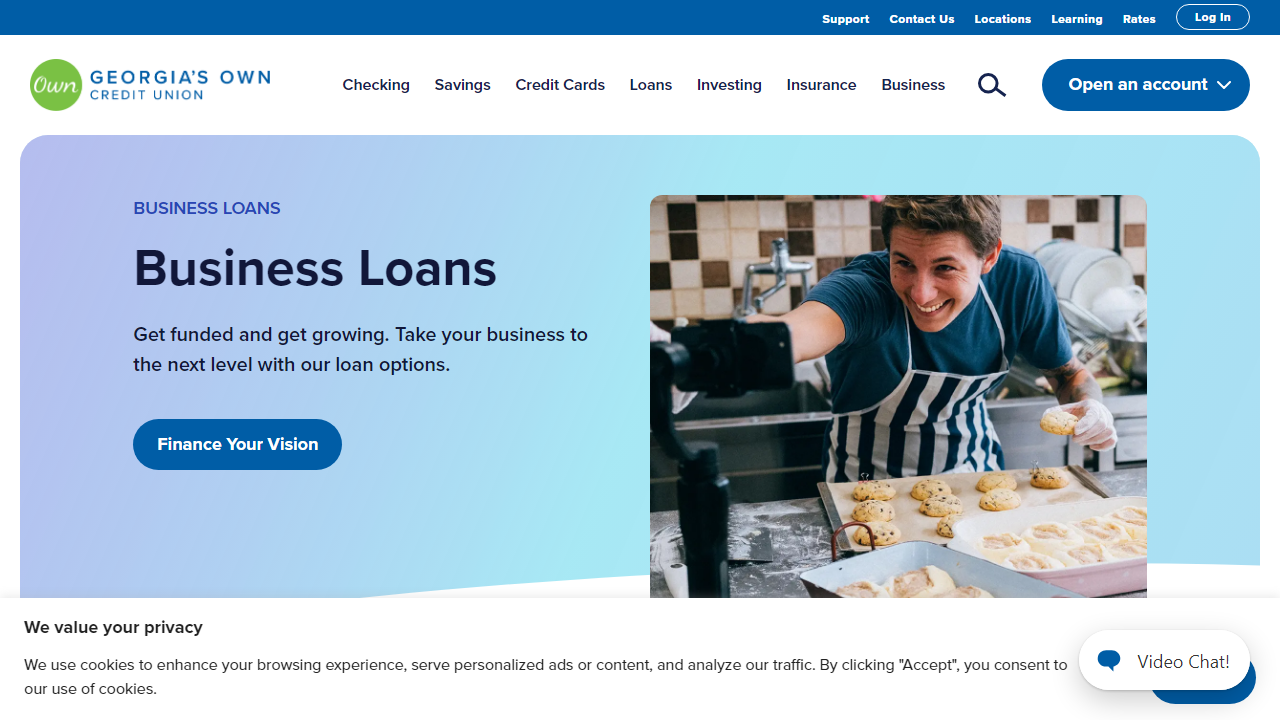 Support Contact Us Locations Learning Rates Log In
Own GEORGIA'S OWN
CREDIT UNION
Checking Savings Credit Cards Loans Investing Insurance Business Open an account
BUSINESS LOANS
Business Loans
Get funded and get growing. Take your business to
the next level with our loan options.
Finance Your Vision
We value your privacy
We use cookies to enhance your browsing experience, serve personalized ads or content, and analyze our traffic. By clicking "Accept", you consent to
our use of cookies.
Video Chat!